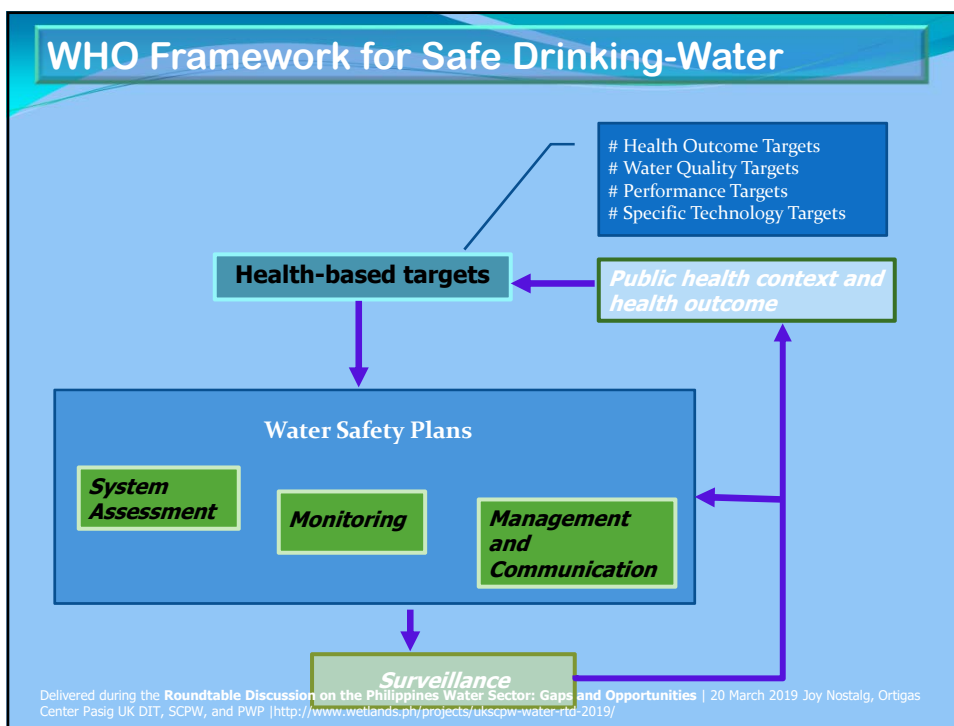 WHO Framework for Safe Drinking-Water
# Health Outcome Targets
# Water Quality Targets
# Performance Targets
# Specific Technology Targets
Health-based targets
Public health context and
health outcome
Water Safety Plans
System
Assessment
Monitoring
Management
and
Communication
Surveillance
Delivered during the Roundtable Discussion on the Philippines Water Sector: Gaps and Opportunities | 20 March 2019 Joy Nostalg, Ortigas
Center Pasig UK DIT, SCPW, and PWP |http://www.wetlands.ph/projects/ukscpw-water-rtd-2019/